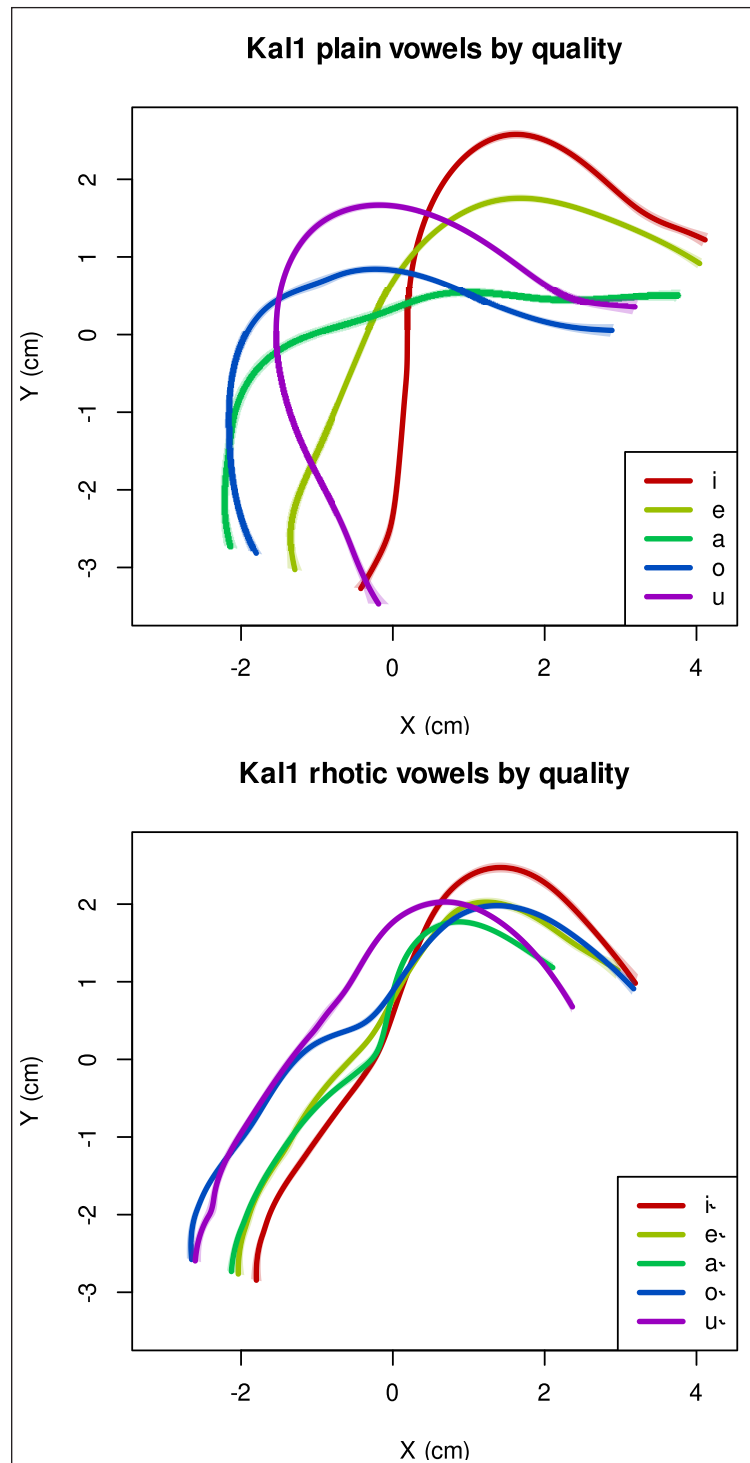 Kal1 plain vowels by quality
Y (cm)
2
1
0
-1
-2
-3
-2 0 2 4
X (cm)
i
e
a
o
u
Kal1 rhotic vowels by quality
Y (cm)
2
1
0
-1
-2
-3
-2 0 2 4
X (cm)
i˞
e˞
a˞
o˞
u˞